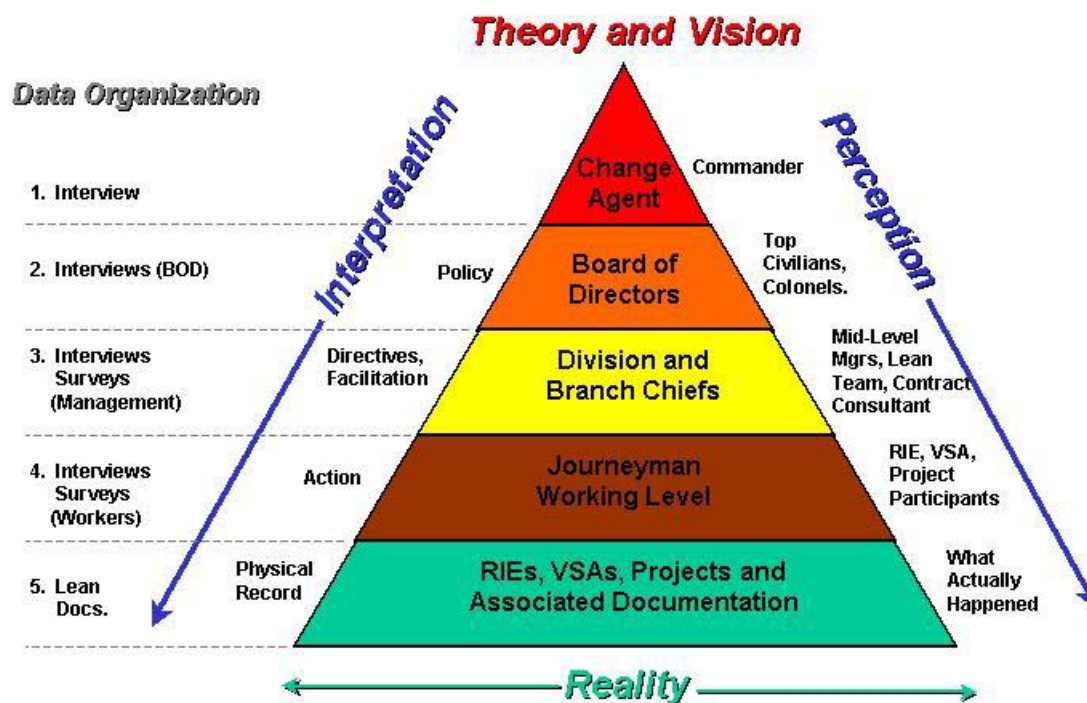 Theory and Vision
Data Organization
Interpretation
Perception
1. Interview
Change
Agent
Commander
2. Interviews (BOD)
Policy
Board of
Directors
Top
Civilians,
Colonels.
3. Interviews
Surveys
(Management)
Directives,
Facilitation
Division and
Branch Chiefs
Mid-Level
Mgrs, Lean
Team, Contract
Consultant
4. Interviews
Surveys
(Workers)
Action
Journeyman
Working Level
RIE, VSA,
Project
Participants
5. Lean
Docs.
Physical
Record
RIEs, VSAs, Projects and
Associated Documentation
What
Actually
Happened
Reality